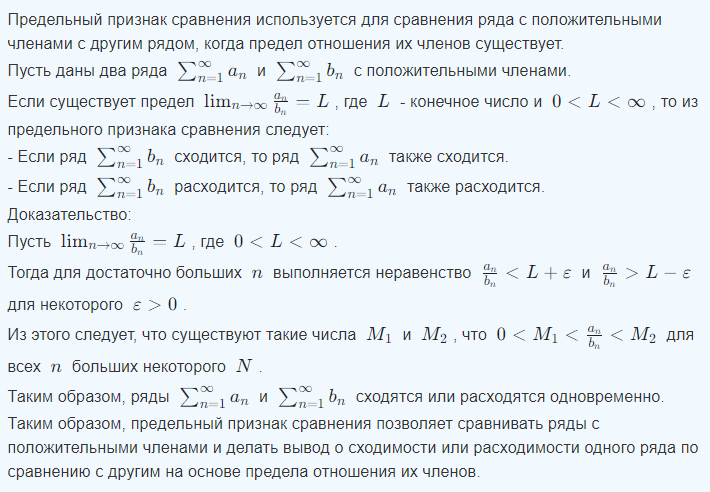 Предельный признак сравнения используется для сравнения ряда с положительными
членами с другим рядом, когда предел отношения их членов существует.
Пусть даны два ряда $\sum_{n=1}^{\infty} a_n$ и $\sum_{n=1}^{\infty} b_n$ с положительными членами.
Если существует предел $\lim_{n\to\infty} \frac{a_n}{b_n} = L$ , где $L$ - конечное число и $0 < L < \infty$ , то из
предельного признака сравнения следует:
- Если ряд $\sum_{n=1}^{\infty} b_n$ сходится, то ряд $\sum_{n=1}^{\infty} a_n$ также сходится.
- Если ряд $\sum_{n=1}^{\infty} b_n$ расходится, то ряд $\sum_{n=1}^{\infty} a_n$ также расходится.
Доказательство:
Пусть $\lim_{n\to\infty} \frac{a_n}{b_n} = L$ , где $0 < L < \infty$ .
Тогда для достаточно больших $n$ выполняется неравенство $\frac{a_n}{b_n} < L + \varepsilon$ и $\frac{a_n}{b_n} > L - \varepsilon$
для некоторого $\varepsilon > 0$ .
Из этого следует, что существуют такие числа $M_1$ и $M_2$ , что $0 < M_1 < \frac{a_n}{b_n} < M_2$ для
всех $n$ больших некоторого $N$ .
Таким образом, ряды $\sum_{n=1}^{\infty} a_n$ и $\sum_{n=1}^{\infty} b_n$ сходятся или расходятся одновременно.
Таким образом, предельный признак сравнения позволяет сравнивать ряды с
положительными членами и делать вывод о сходимости или расходимости одного ряда по
сравнению с другим на основе предела отношения их членов.